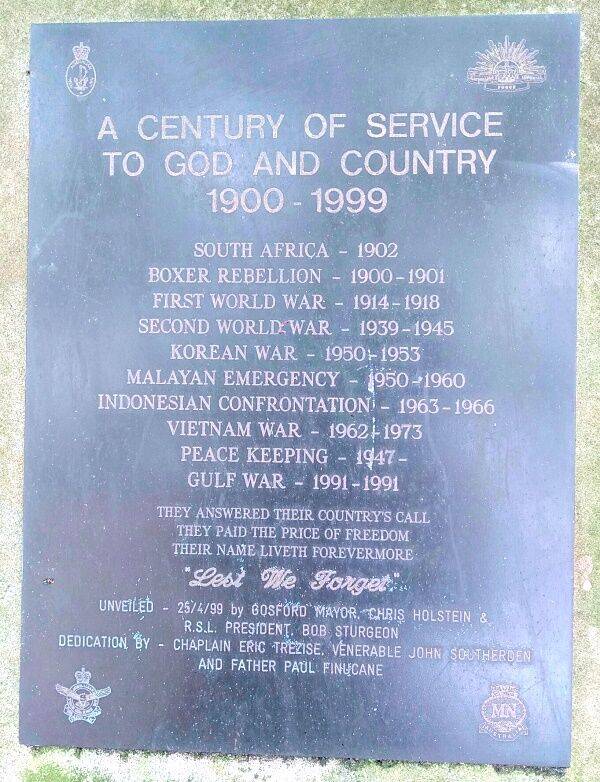 A CENTURY OF SERVICE
TO GOD AND COUNTRY
1900 - 1999
SOUTH AFRICA - 1902
BOXER REBELLION - 1900-1901
FIRST WORLD WAR - 1914-1918
SECOND WORLD WAR - 1939-1945
KOREAN WAR - 1950-1953
MALAYAN EMERGENCY - 1950-1960
INDONESIAN CONFRONTATION - 1963-1966
VIETNAM WAR - 1962-1973
PEACE KEEPING - 1947-
GULF WAR - 1991-1991
THEY ANSWERED THEIR COUNTRY'S CALL
THEY PAID THE PRICE OF FREEDOM
THEIR NAME LIVETH FOREVERMORE
"Lest We Forget"
UNVEILED - 25/4/99 by GOSFORD MAYOR, CHRIS HOLSTEIN &
R.S.L. PRESIDENT, BOB STURGEON
DEDICATION BY - CHAPLAIN ERIC TREZISE, VENERABLE JOHN SOUTHERDEN
AND FATHER PAUL FINUCANE
MN